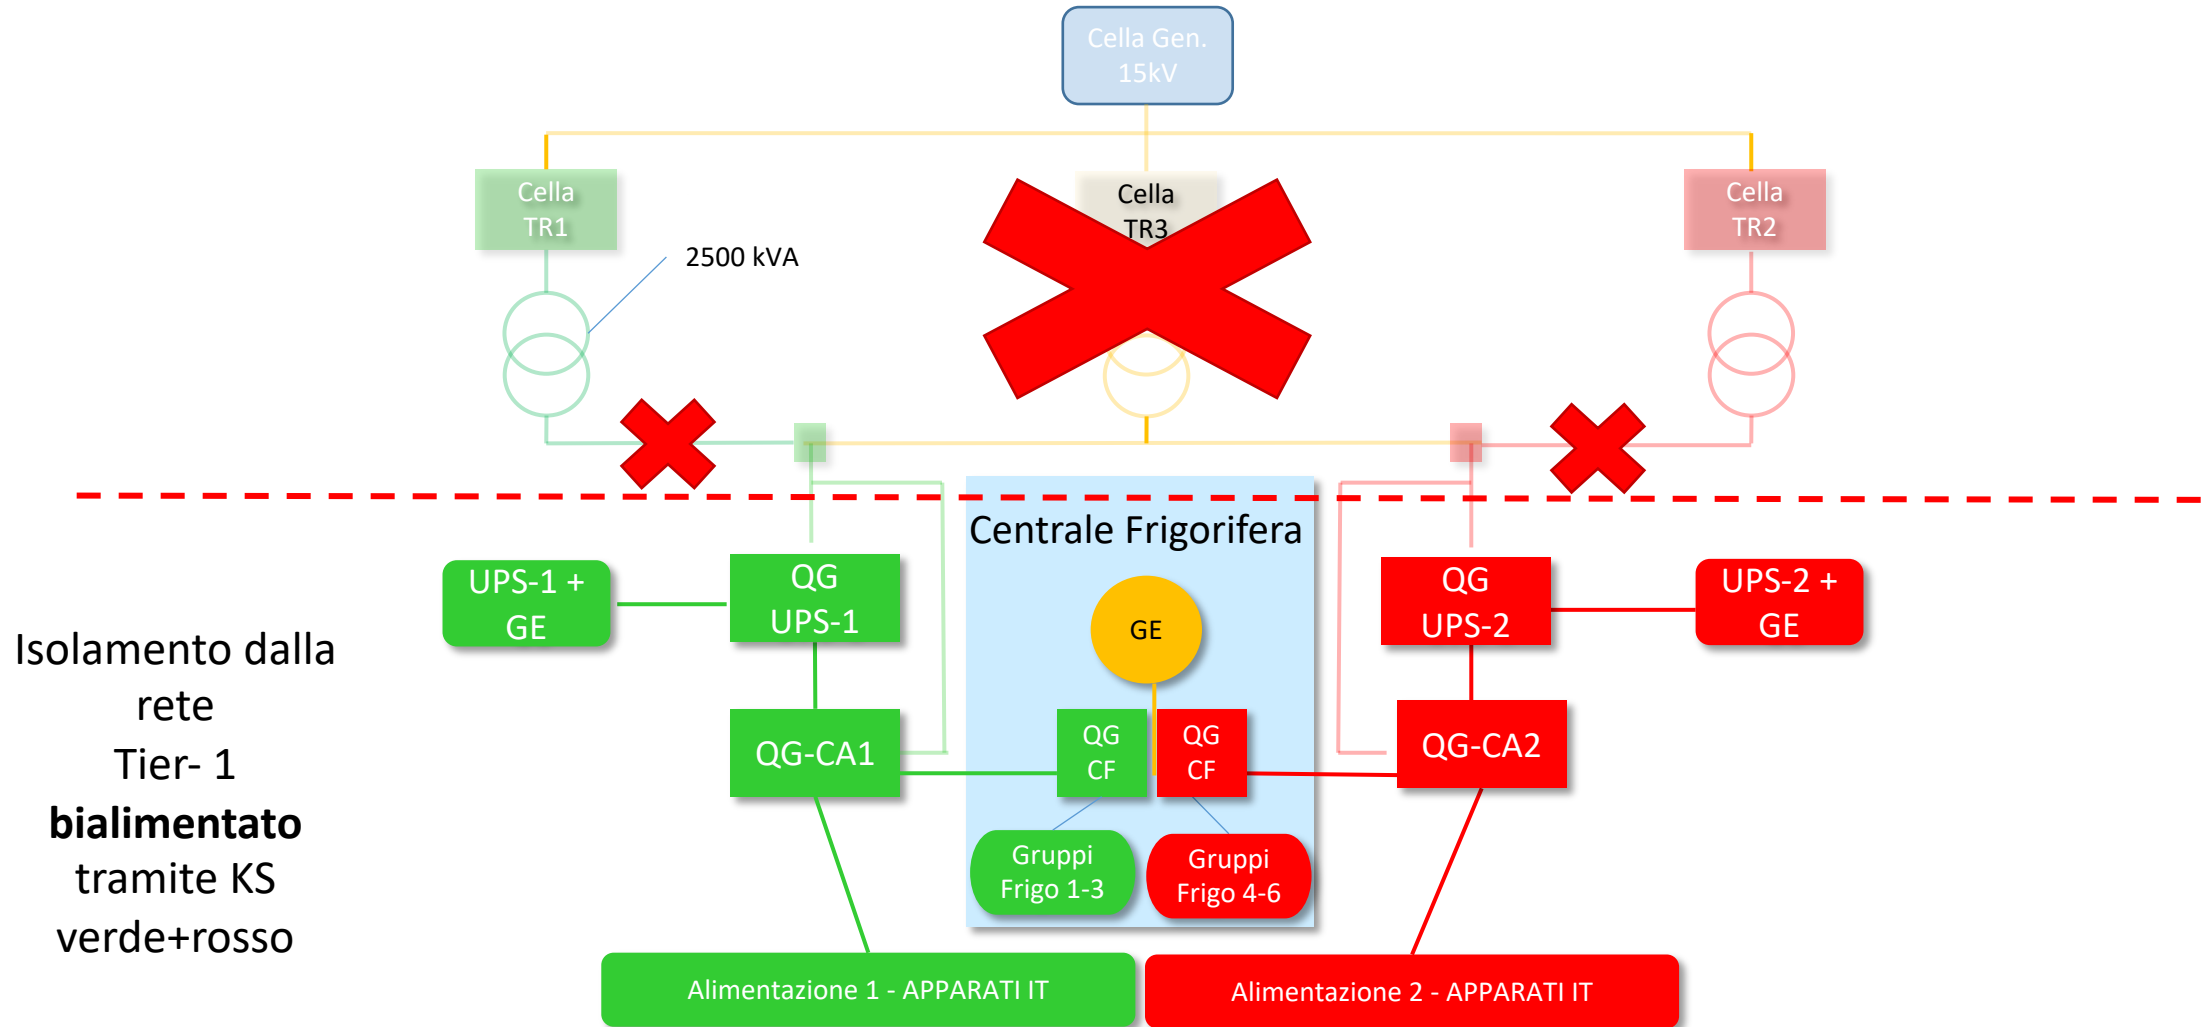 Cella Gen.
15kV
Cella
TR1
Cella
TR3
Cella
TR2
2500 kVA
Centrale Frigorifera
UPS-1 +
GE
QG
UPS-1
GE
QG
UPS-2
UPS-2 +
GE
Isolamento dalla
rete
Tier- 1
bialimentato
tramite KS
verde+rosso
QG-CA1
QG
CF
QG
CF
QG-CA2
Gruppi
Frigo 1-3
Gruppi
Frigo 4-6
Alimentazione 1 - APPARATI IT
Alimentazione 2 - APPARATI IT